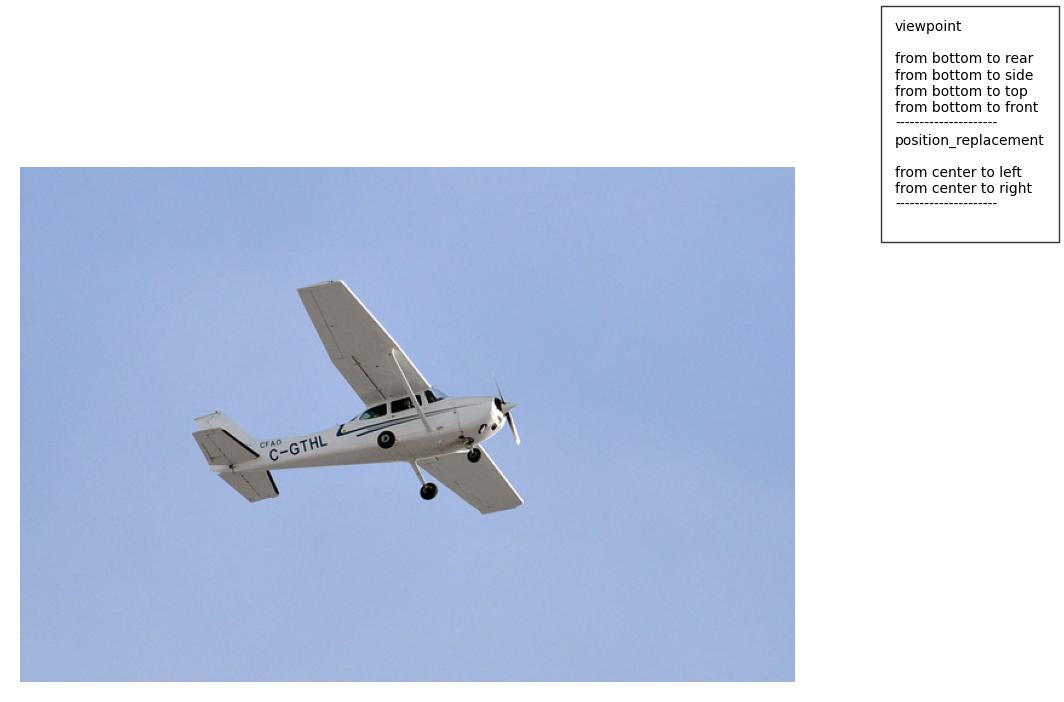 viewpoint
from bottom to rear
from bottom to side
from bottom to top
from bottom to front
---------------------
position_replacement
from center to left
from center to right
---------------------
CFAO
C-GTHL